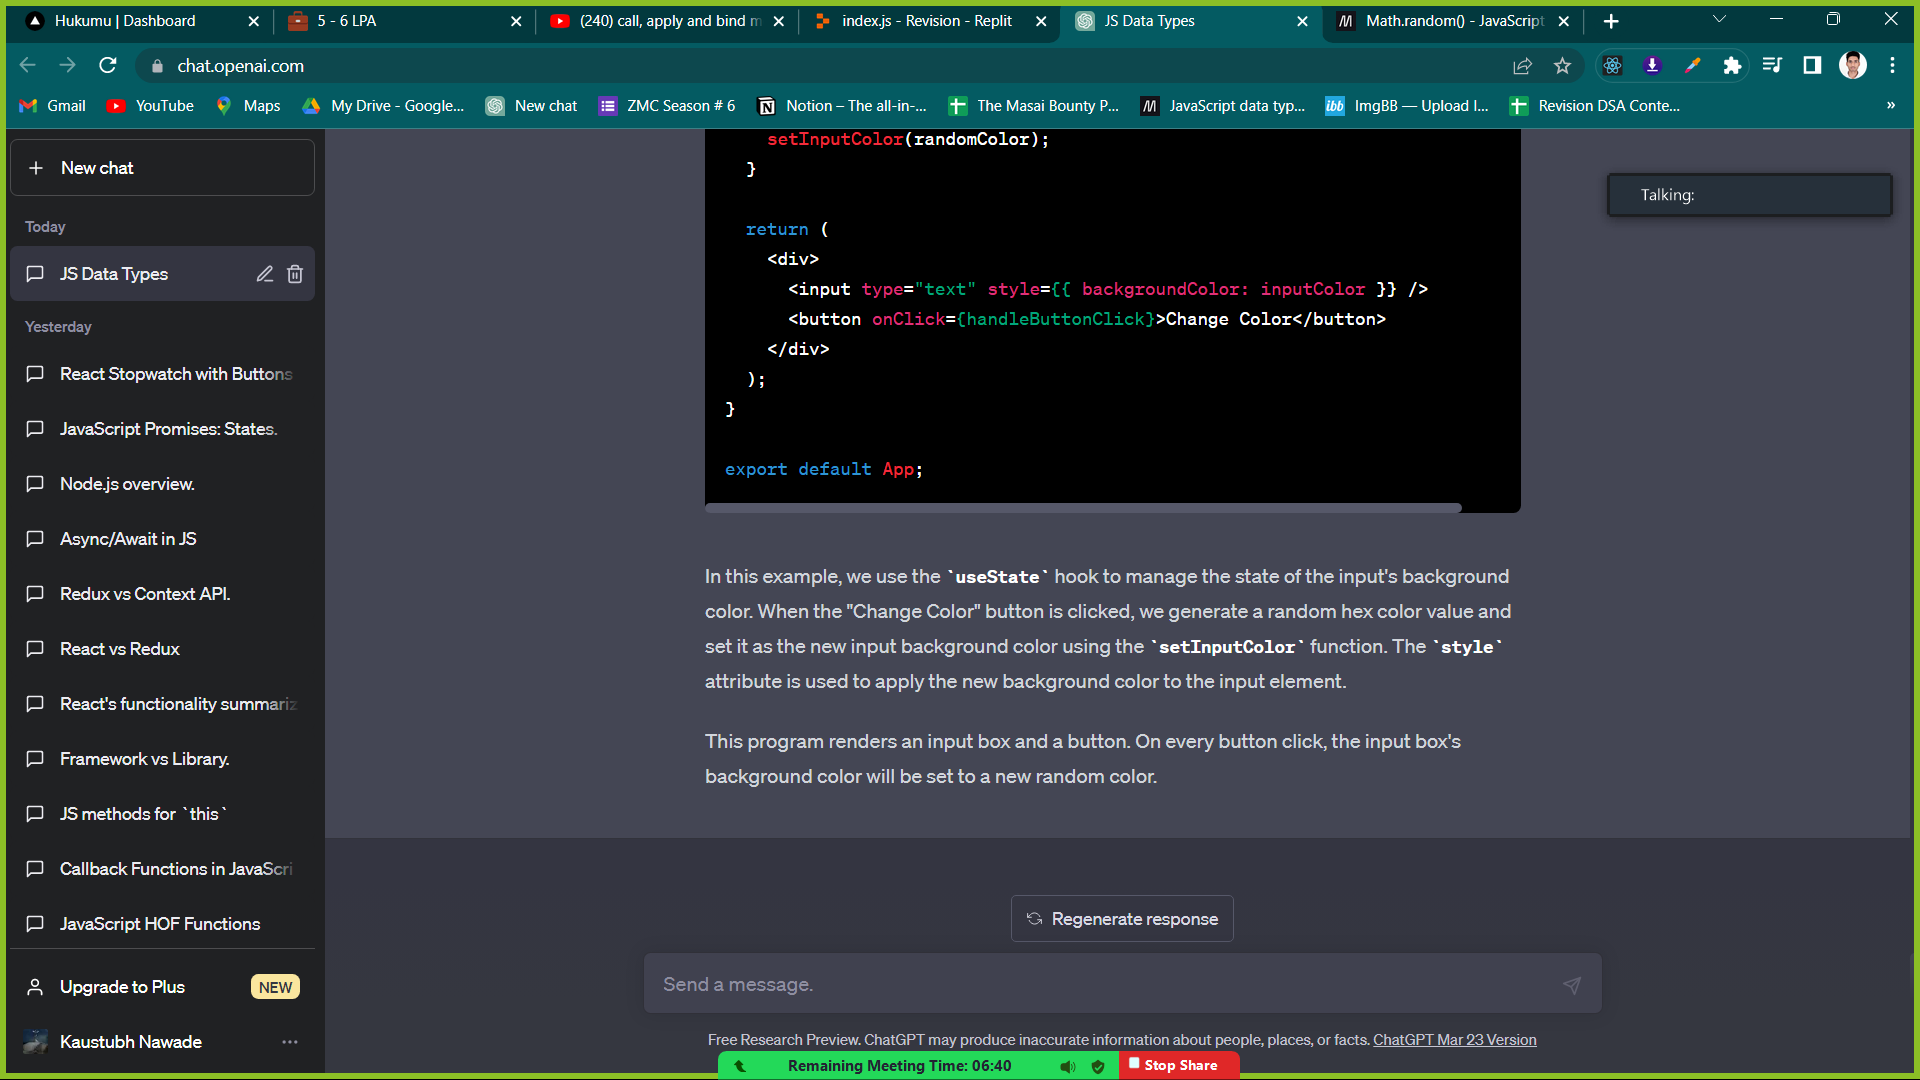 Hukumu | Dashboard
5 - 6 LPA
(240) call, apply and bind m
index.js - Revision - Replit
JS Data Types
Math.random() - JavaScript
chat.openai.com
Gmail
YouTube
Maps
My Drive - Google...
New chat
ZMC Season # 6
Notion – The all-in-...
The Masai Bounty P...
JavaScript data typ...
ImgBB — Upload I...
Revision DSA Conte...
»
New chat
Today
JS Data Types
Yesterday
React Stopwatch with Buttons
JavaScript Promises: States.
Node.js overview.
Async/Await in JS
Redux vs Context API.
React vs Redux
React's functionality summariz
Framework vs Library.
JS methods for `this`
Callback Functions in JavaScri
JavaScript HOF Functions
Upgrade to Plus
NEW
Kaustubh Nawade
setInputColor(randomColor);
}
return (
<div>
<input type="text" style={{ backgroundColor: inputColor }} />
<button onClick={handleButtonClick}>Change Color</button>
</div>
);
}
export default App;
In this example, we use the `useState` hook to manage the state of the input's background
color. When the "Change Color" button is clicked, we generate a random hex color value and
set it as the new input background color using the `setInputColor` function. The `style`
attribute is used to apply the new background color to the input element.
This program renders an input box and a button. On every button click, the input box's
background color will be set to a new random color.
Talking:
Regenerate response
Send a message.
Free Research Preview. ChatGPT may produce inaccurate information about people, places, or facts. ChatGPT Mar 23 Version
Remaining Meeting Time: 06:40
Stop Share